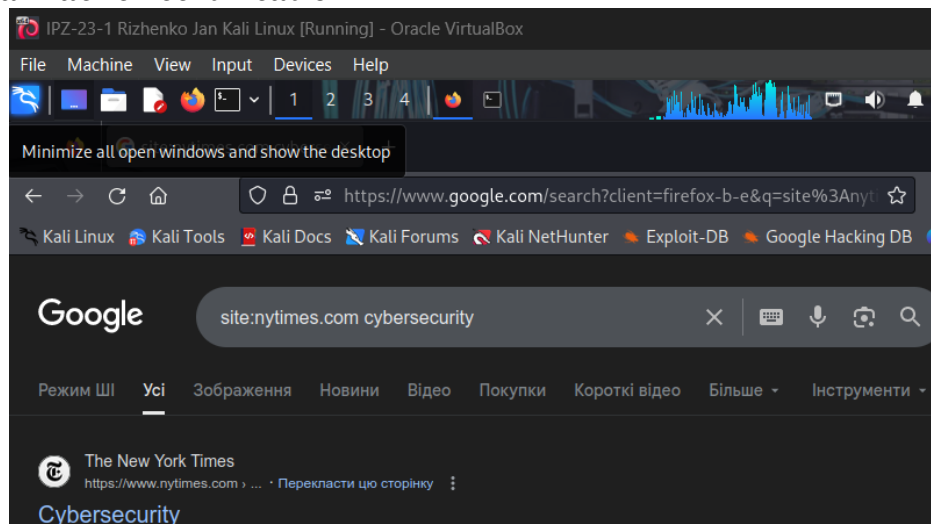 IPZ-23-1 Rizhenko Jan Kali Linux [Running] - Oracle VirtualBox
File Machine View Input Devices Help
1 2 3 4
Minimize all open windows and show the desktop
https://www.google.com/search?client=firefox-b-e&q=site%3Anyti
Kali Linux Kali Tools Kali Docs Kali Forums Kali NetHunter Exploit-DB Google Hacking DB
Google site:nytimes.com cybersecurity
Режим ШІ Усі Зображення Новини Відео Покупки Короткі відео Більше Інструменти
The New York Times
https://www.nytimes.com › ... · Перекласти цю сторінку
Cybersecurity